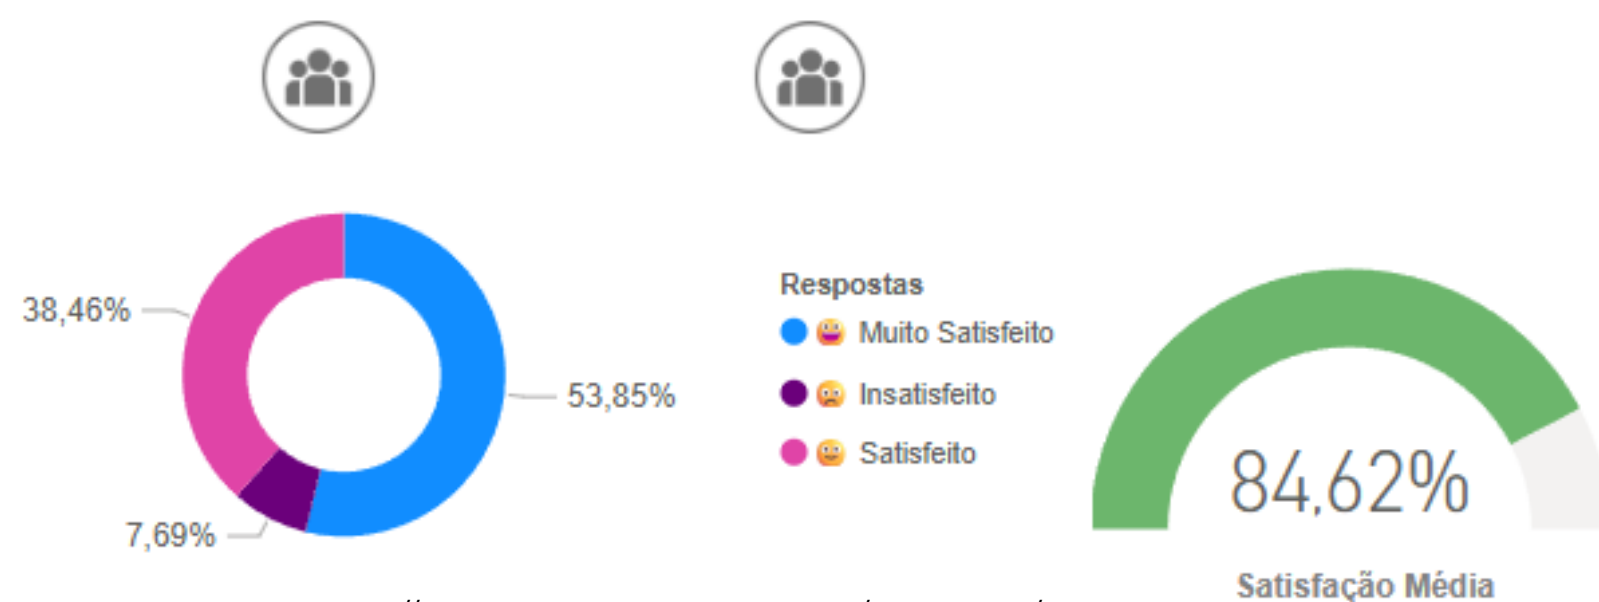 38,46%
53,85%
7,69%
Respostas
Muito Satisfeito
Insatisfeito
Satisfeito
84,62%
Satisfação Média